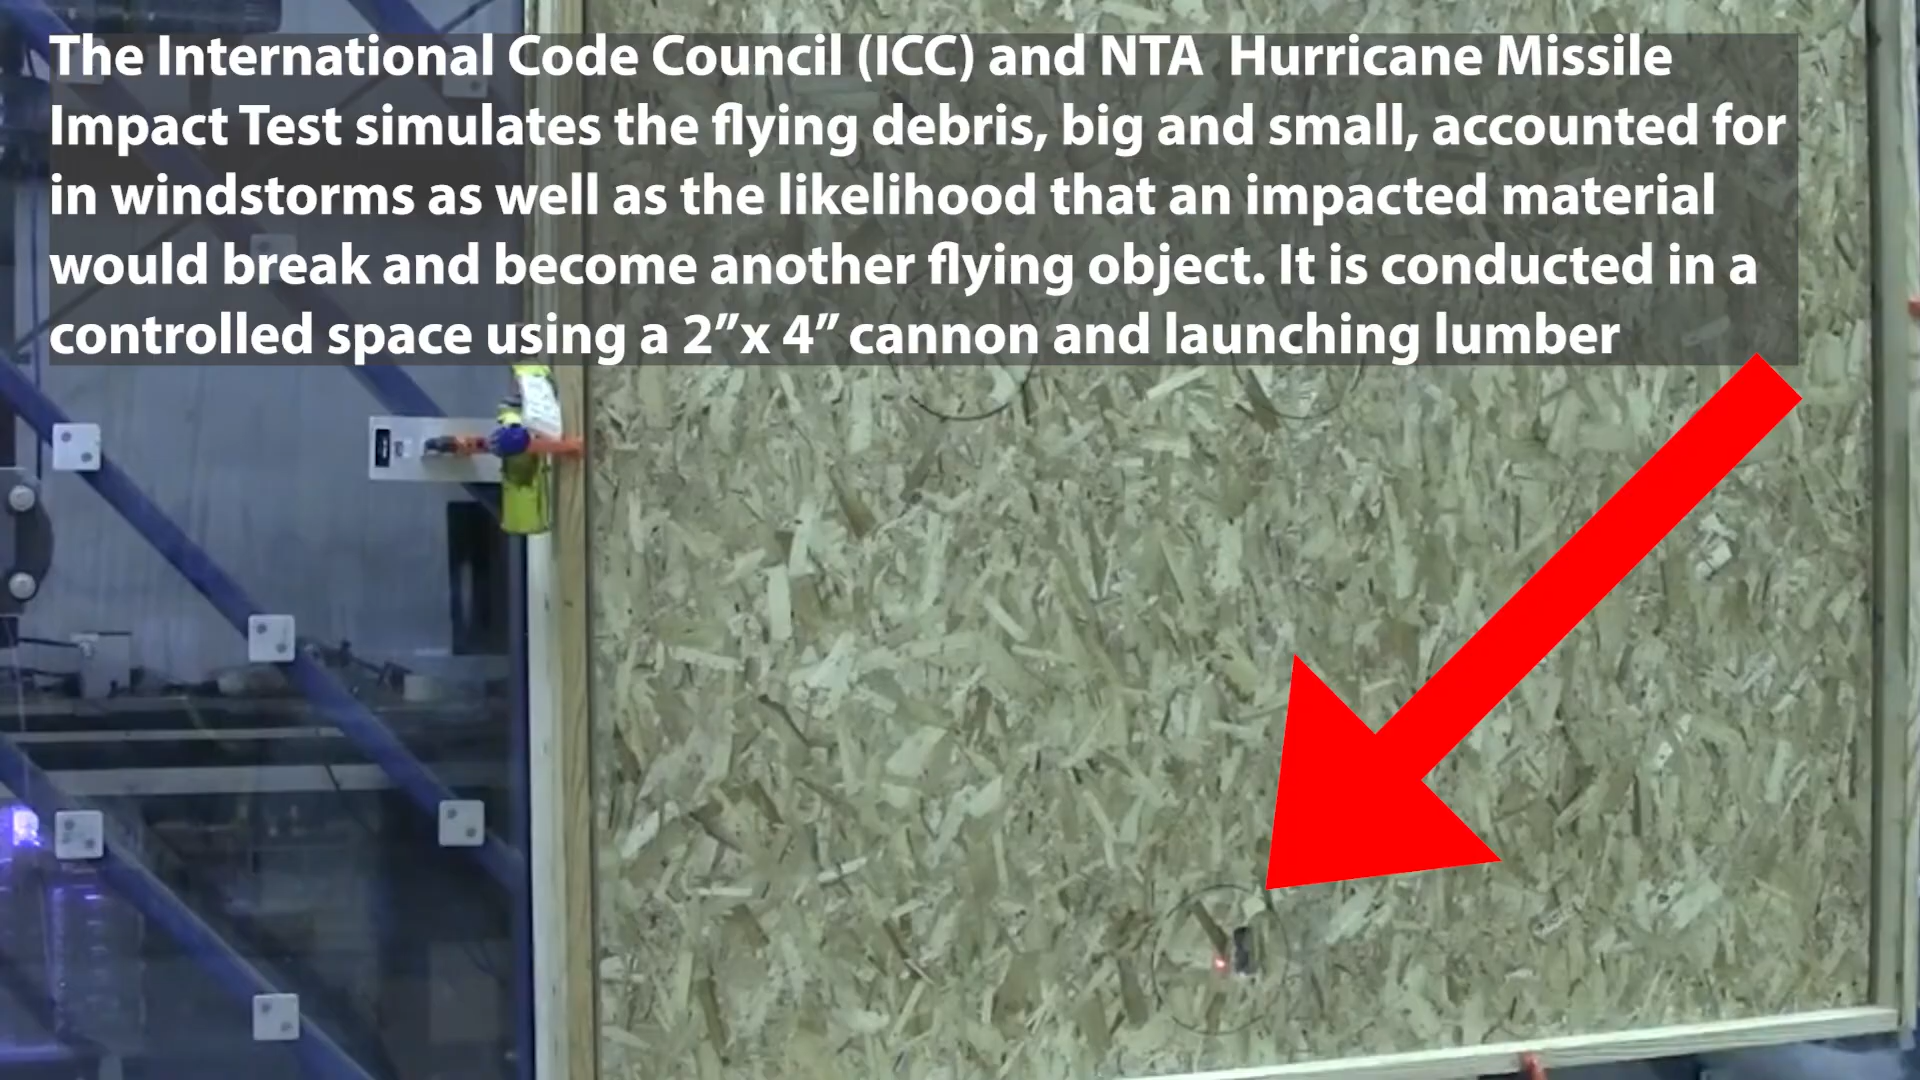 The International Code Council (ICC) and NTA  Hurricane Missile
Impact Test simulates the flying debris, big and small, accounted for
in windstorms as well as the likelihood that an impacted material
would break and become another flying object. It is conducted in a
controlled space using a 2”x 4” cannon and launching lumber